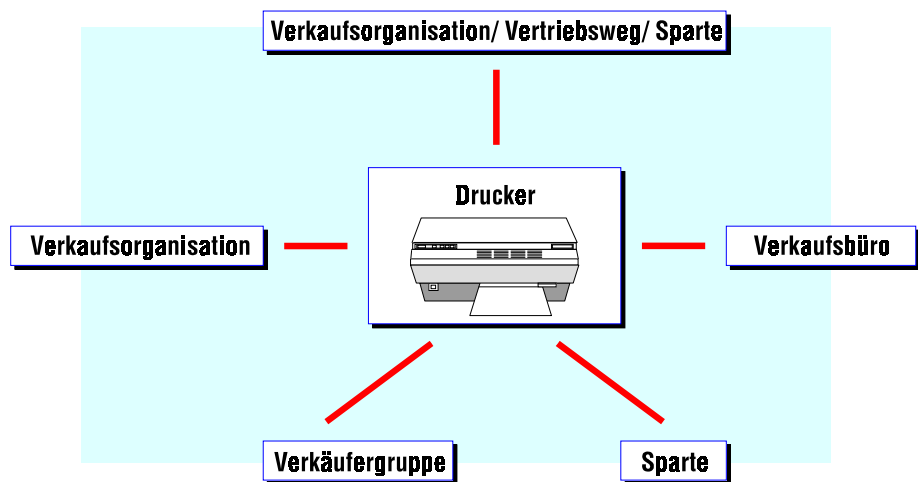 Verkaufsorganisation/ Vertriebsweg/ Sparte
Drucker
Verkaufsorganisation
Verkaufsbüro
Verkäufergruppe
Sparte